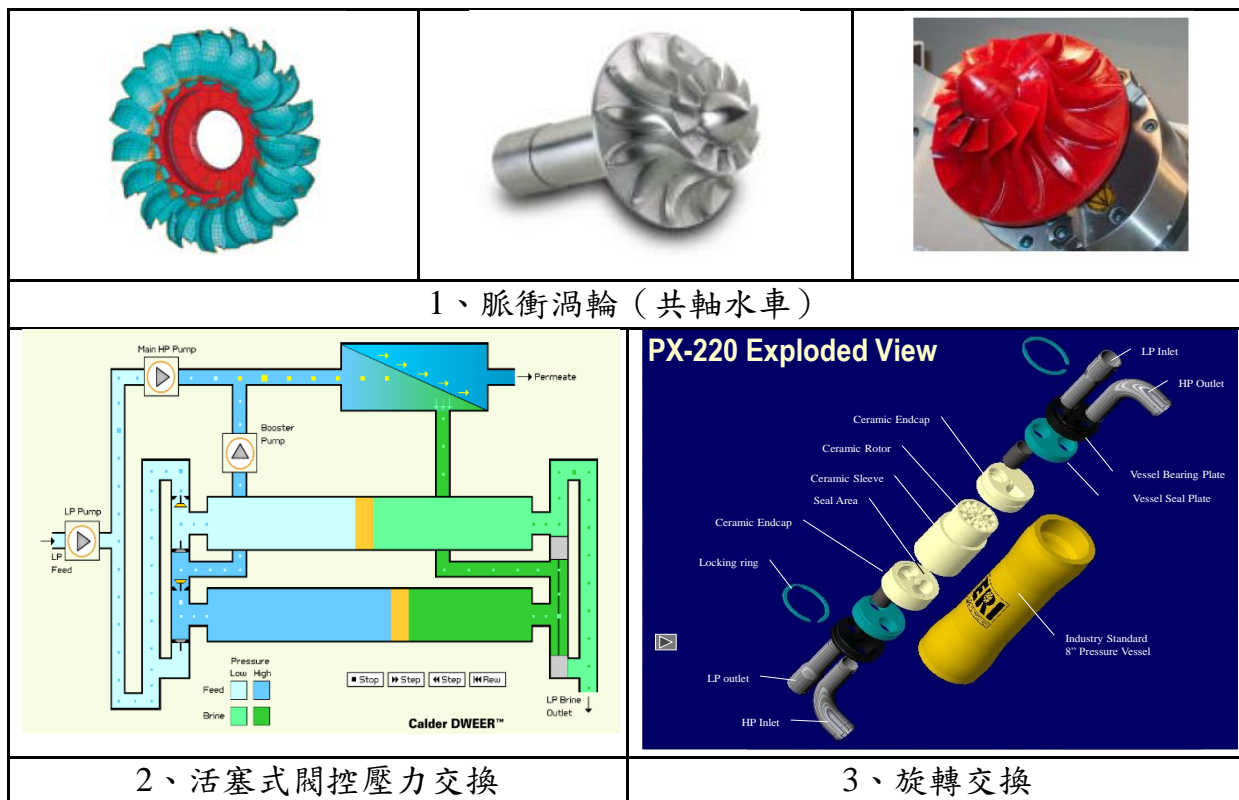 1、脈衝渦輪（共軸水車）
Main HP Pump
Permeate
Booster
Pump
LP Pump
LP
Feed
Pressure
Low High
Feed
Brine
■ Stop
Step
Step
Rew
LP Brine
Outlet
Calder DWEER™
2、活塞式閥控壓力交換
PX-220 Exploded View
LP Inlet
HP Outlet
Ceramic Endcap
Ceramic Rotor
Ceramic Sleeve
Seal Area
Ceramic Endcap
Locking ring
Vessel Bearing Plate
Vessel Seal Plate
ERI
Industry Standard
8” Pressure Vessel
LP outlet
HP Inlet
3、旋轉交換